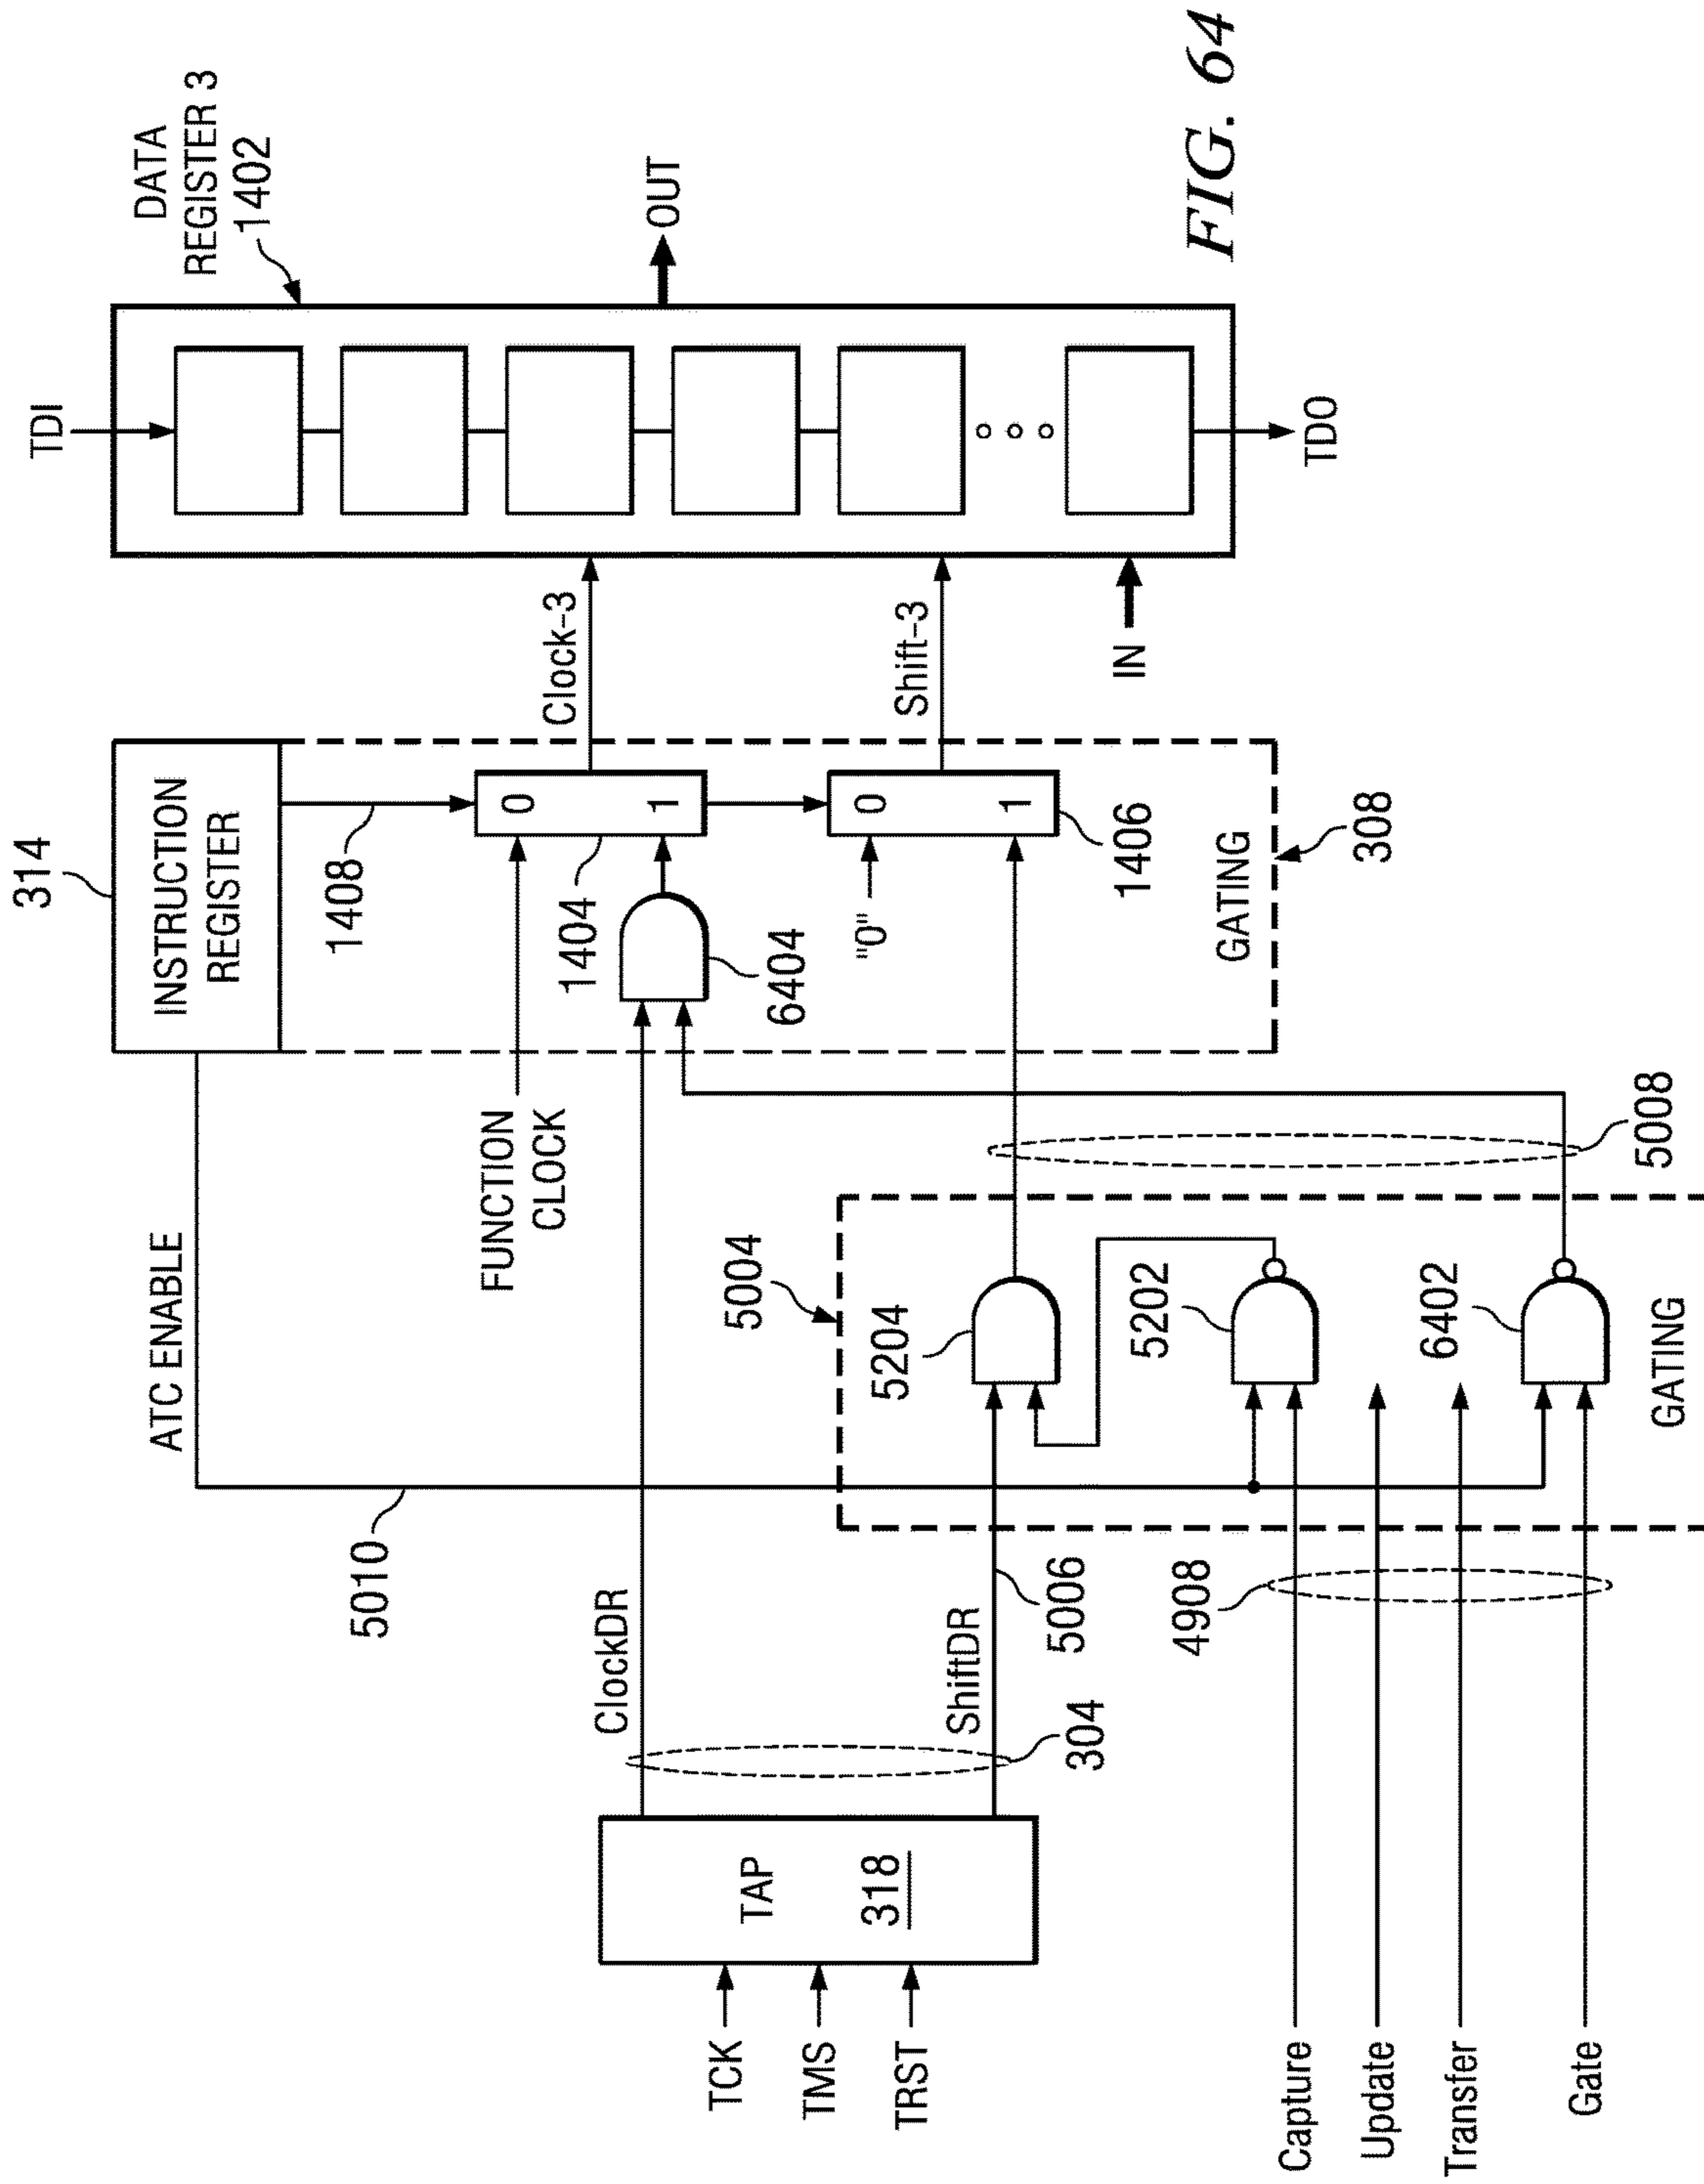 DATA
REGISTER 3
1402
TDI
OUT
TDO
IN
Clock-3
Shift-3
314
INSTRUCTION
REGISTER
1408
0
1
1404
6404
"0"
0
1
1406
GATING
308
FUNCTION
CLOCK
ATC ENABLE
5010
5004
5204
5202
6402
GATING
5008
ClockDR
ShiftDR
304
5006
4908
TAP
318
TCK
TMS
TRST
Capture
Update
Transfer
Gate
FIG. 64